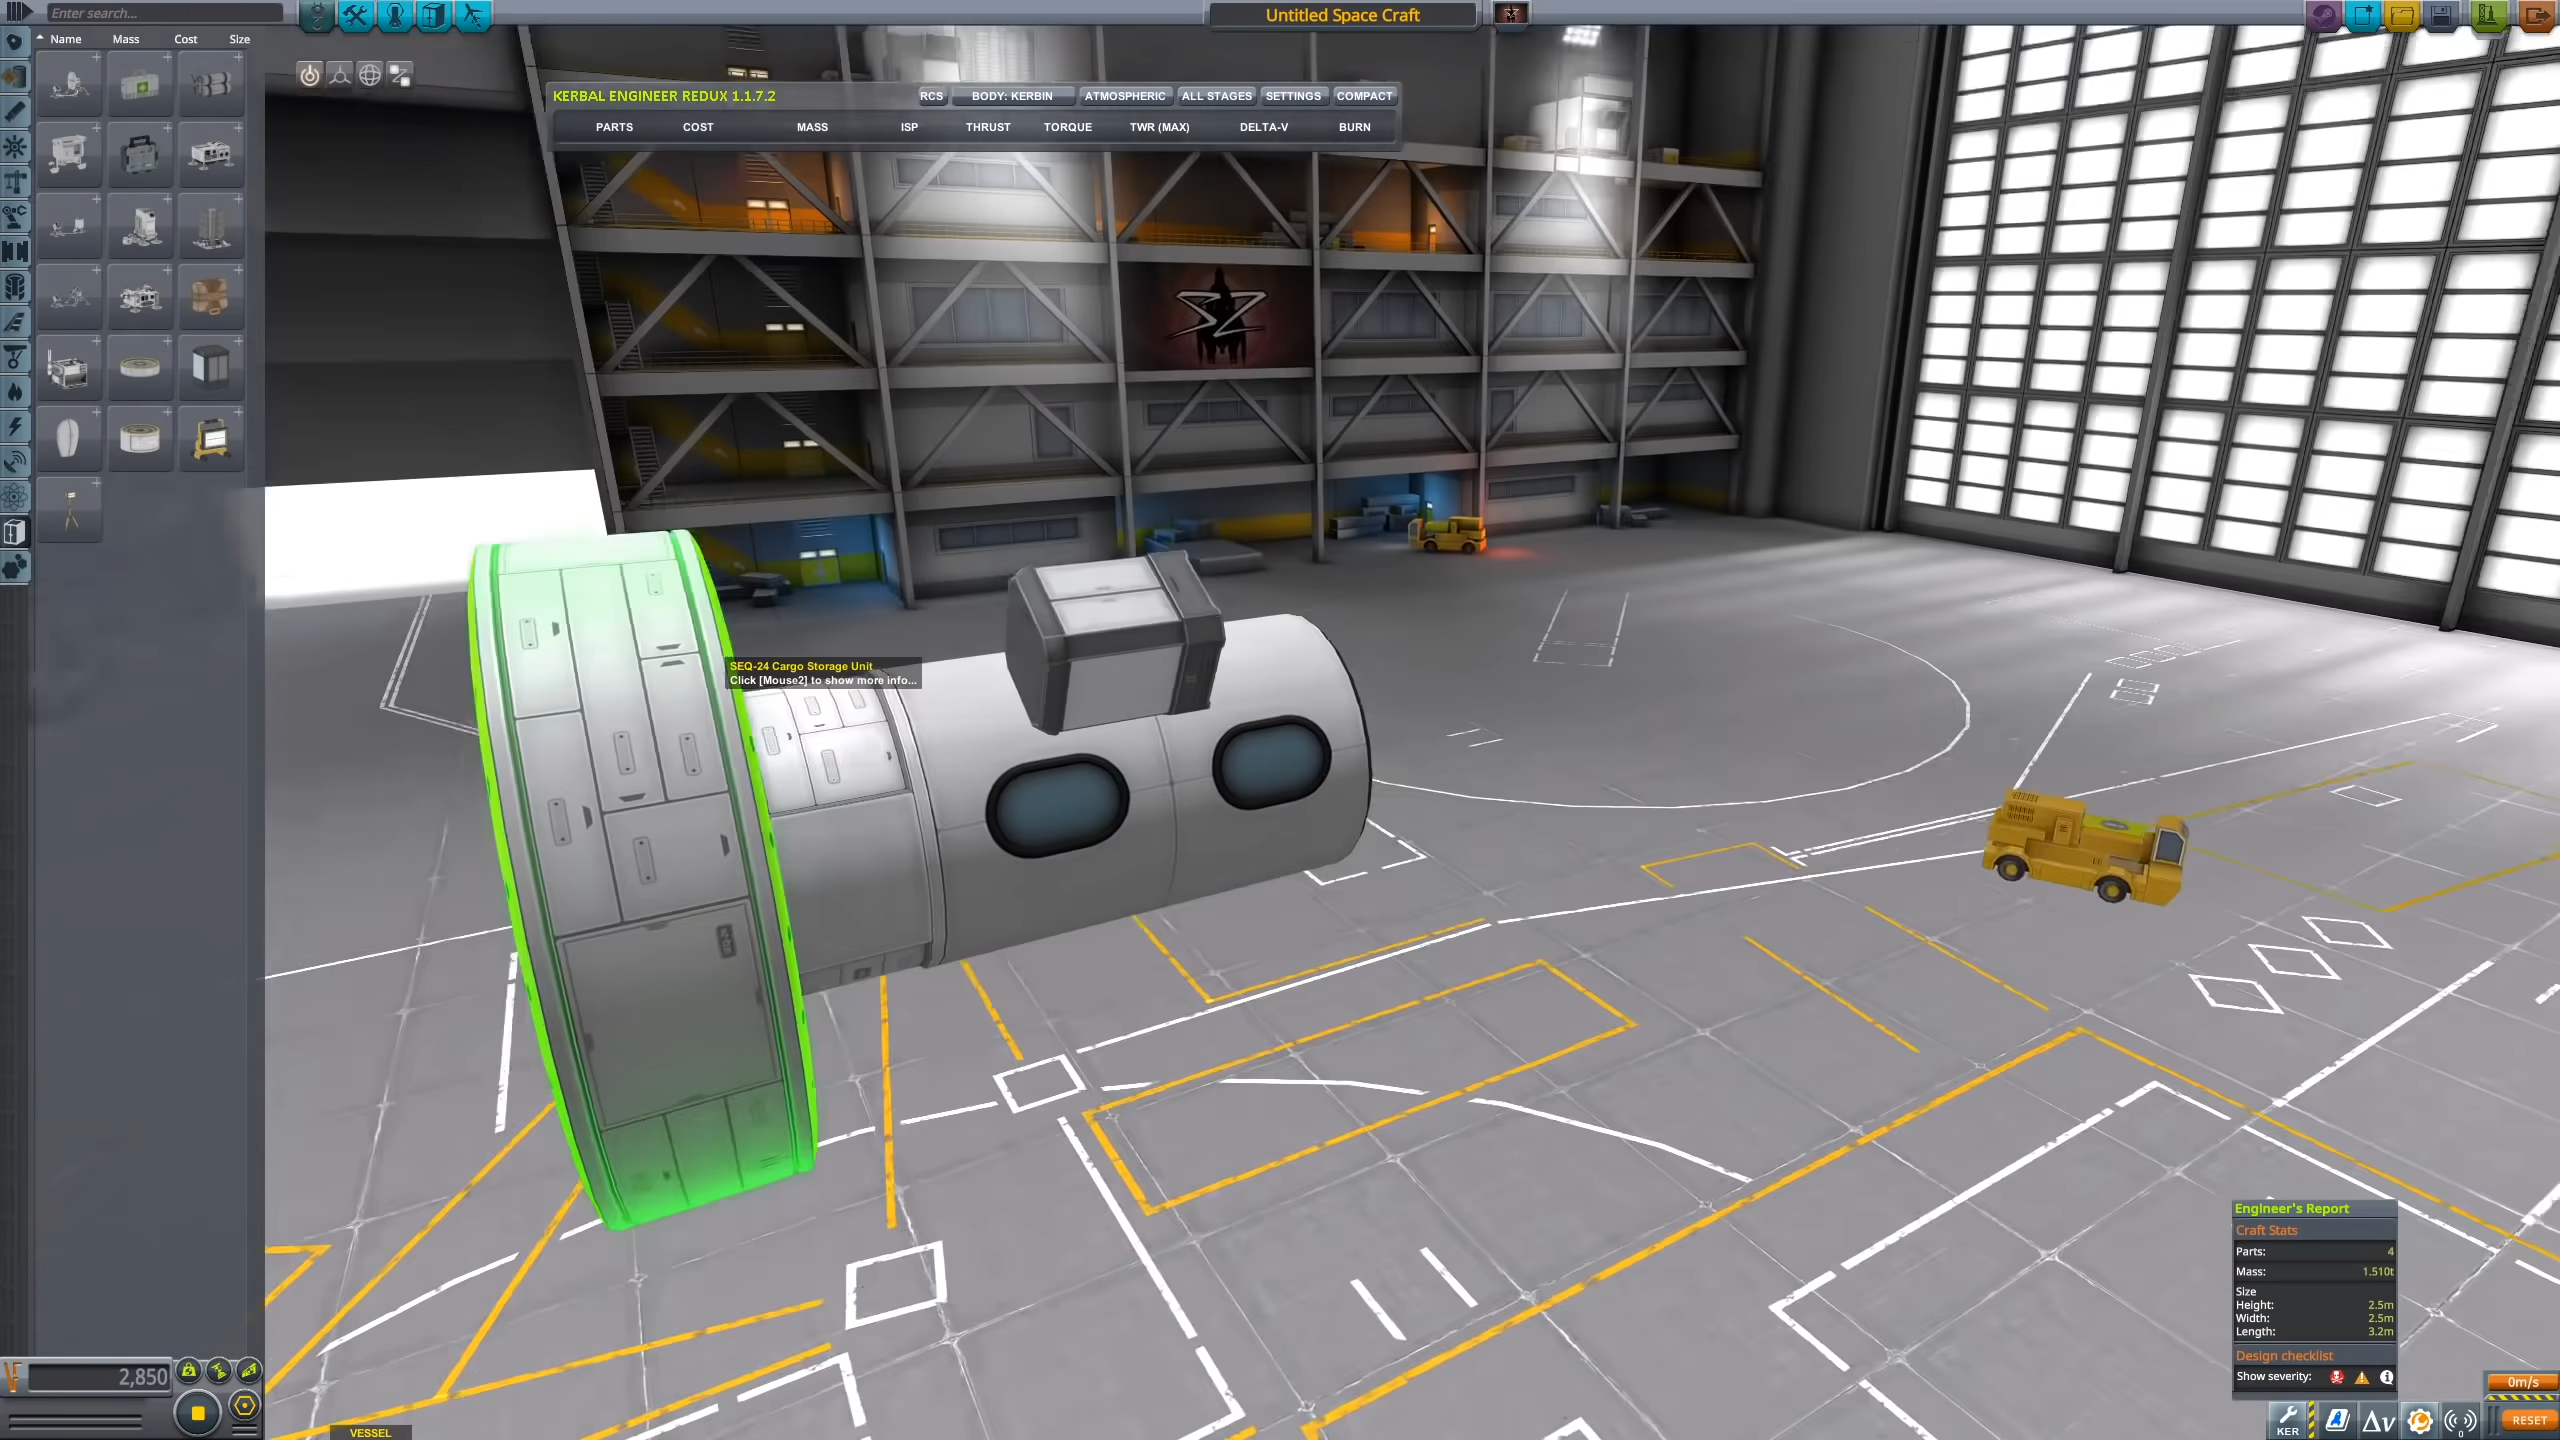 Enter search...
Untitled Space Craft
Name Mass Cost Size
KERBAL ENGINEER REDUX 1.1.7.2 RCS BODY: KERBIN ATMOSPHERIC ALL STAGES SETTINGS COMPACT
PARTS COST MASS ISP THRUST TORQUE TWR (MAX) DELTA-V BURN
SEQ-24 Cargo Storage Unit
Click [Mouse2] to show more info...
Engineer's Report
Craft Stats
Parts: 4
Mass: 1.510t
Size
Height: 2.5m
Width: 2.5m
Length: 3.2m
Design checklist
Show severity:
2,850
VESSEL
0m/s
KER Δv 0 RESET